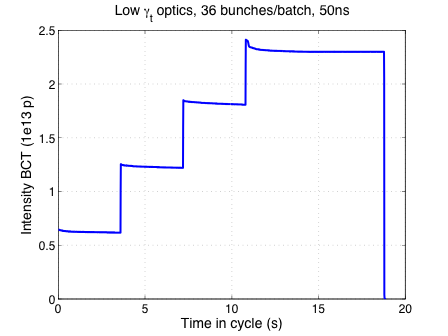 Low γt optics, 36 bunches/batch, 50ns
Intensity BCT (1e13 p)
2.5
2
1.5
1
0.5
0
0 5 10 15 20
Time in cycle (s)